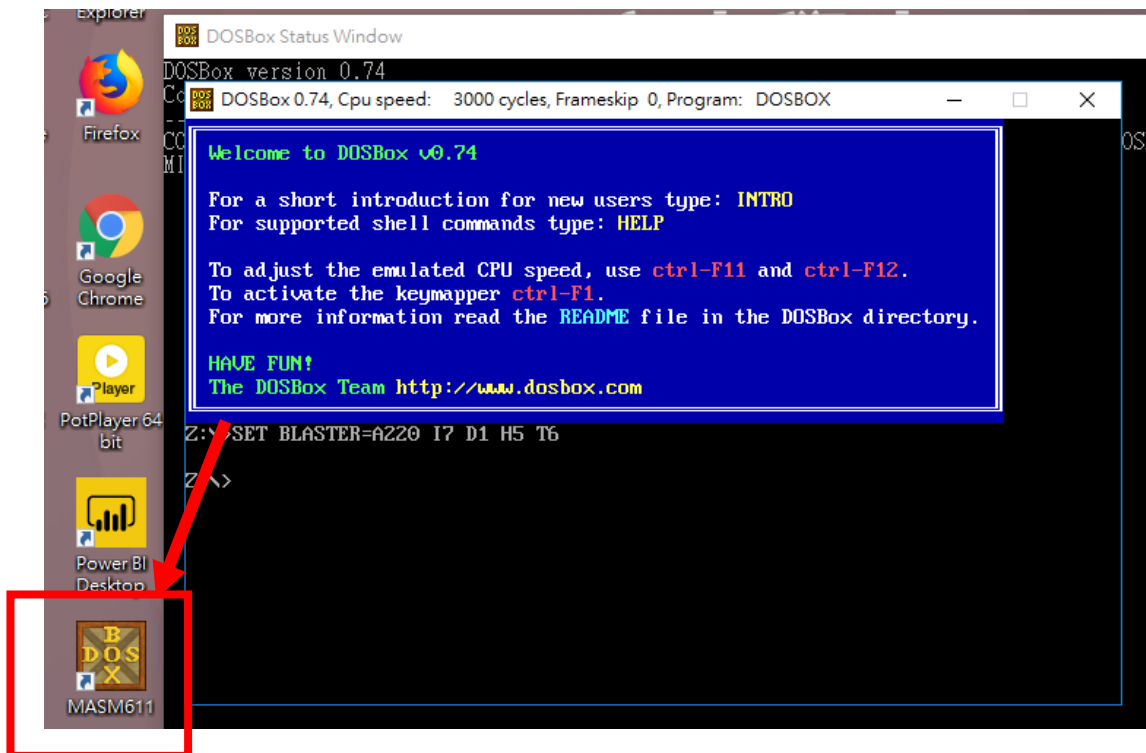 Explorer
Firefox
Google
Chrome
Player
PotPlayer 64
bit
Power BI
Desktop
B
DOS
X
MASM611
DOSBox Status Window
DOSBox version 0.74
DOSBox 0.74, Cpu speed:    3000 cycles, Frameskip  0, Program:   DOSBOX
Welcome to DOSBox v0.74
For a short introduction for new users type: INTRO
For supported shell commands type: HELP
To adjust the emulated CPU speed, use ctrl-F11 and ctrl-F12.
To activate the keymapper ctrl-F1.
For more information read the README file in the DOSBox directory.
HAVE FUN!
The DOSBox Team http://www.dosbox.com
Z:\>SET BLASTER=A220 I7 D1 H5 T6
Z:\>